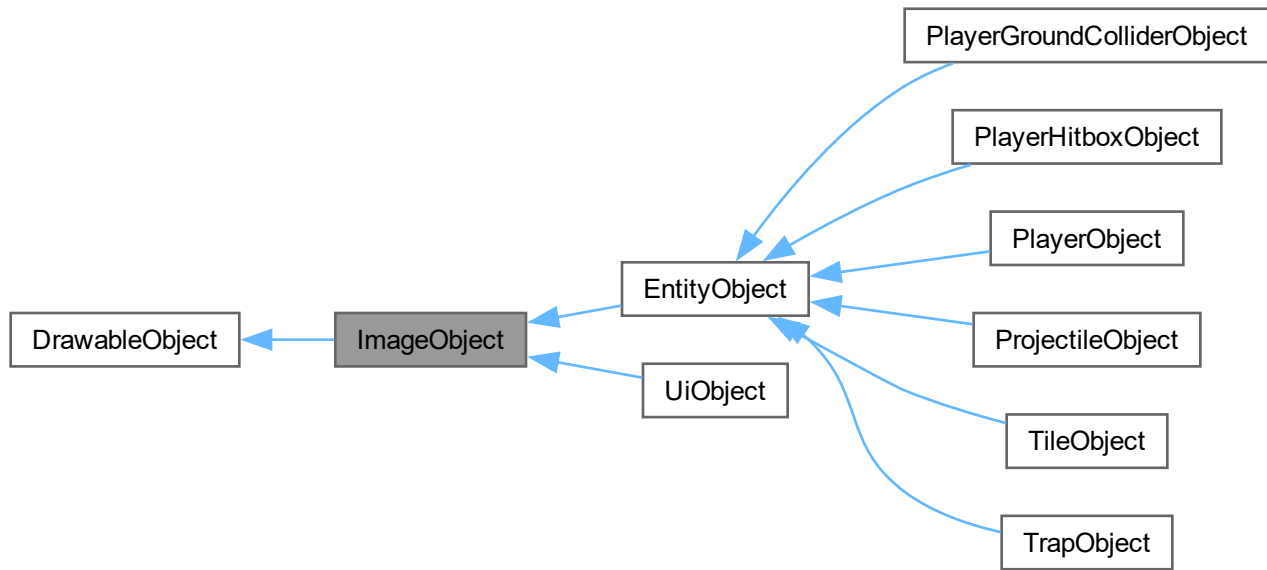 PlayerGroundColliderObject
PlayerHitboxObject
PlayerObject
EntityObject
ProjectileObject
DrawableObject
ImageObject
UiObject
TileObject
TrapObject